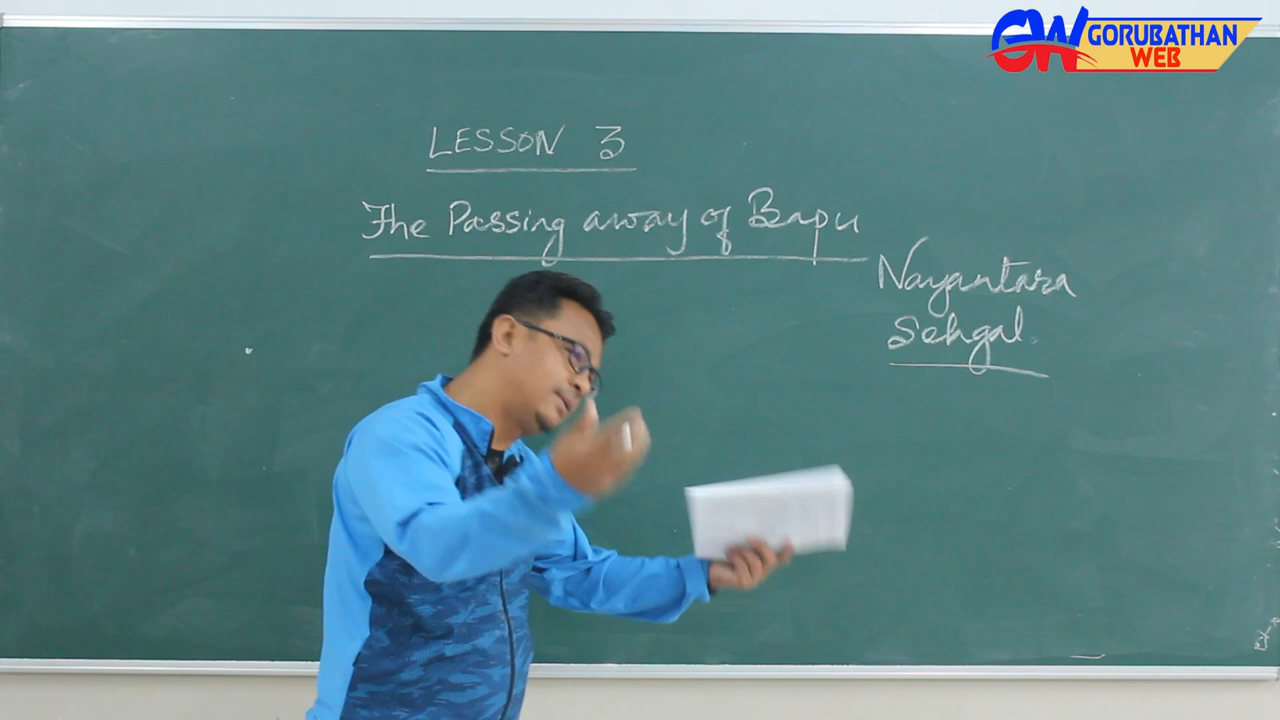 GW GORUBATHAN
WEB
LESSON 3
The Passing away of Bapu
Nayantara
Sehgal.